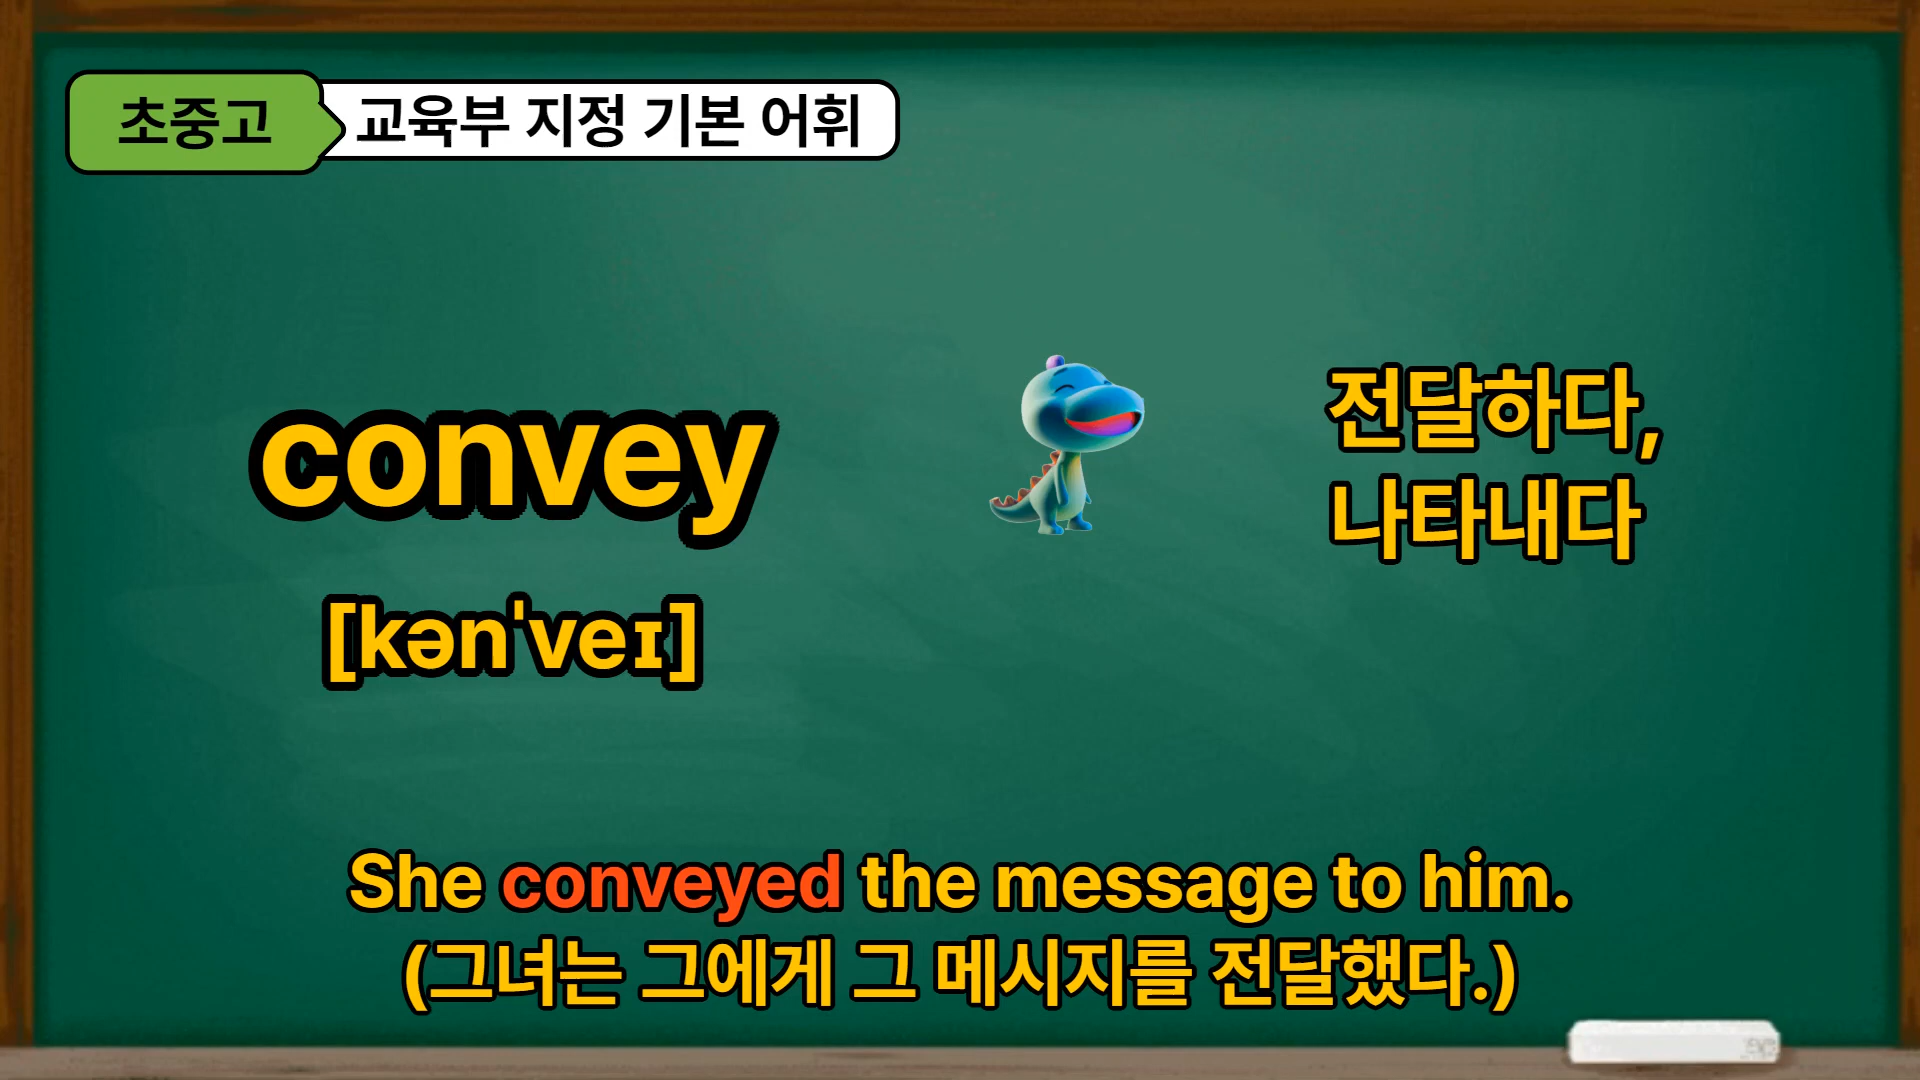 초중고
교육부 지정 기본 어휘
convey
[kənˈveɪ]
전달하다,
나타내다
She conveyed the message to him.
(그녀는 그에게 그 메시지를 전달했다.)